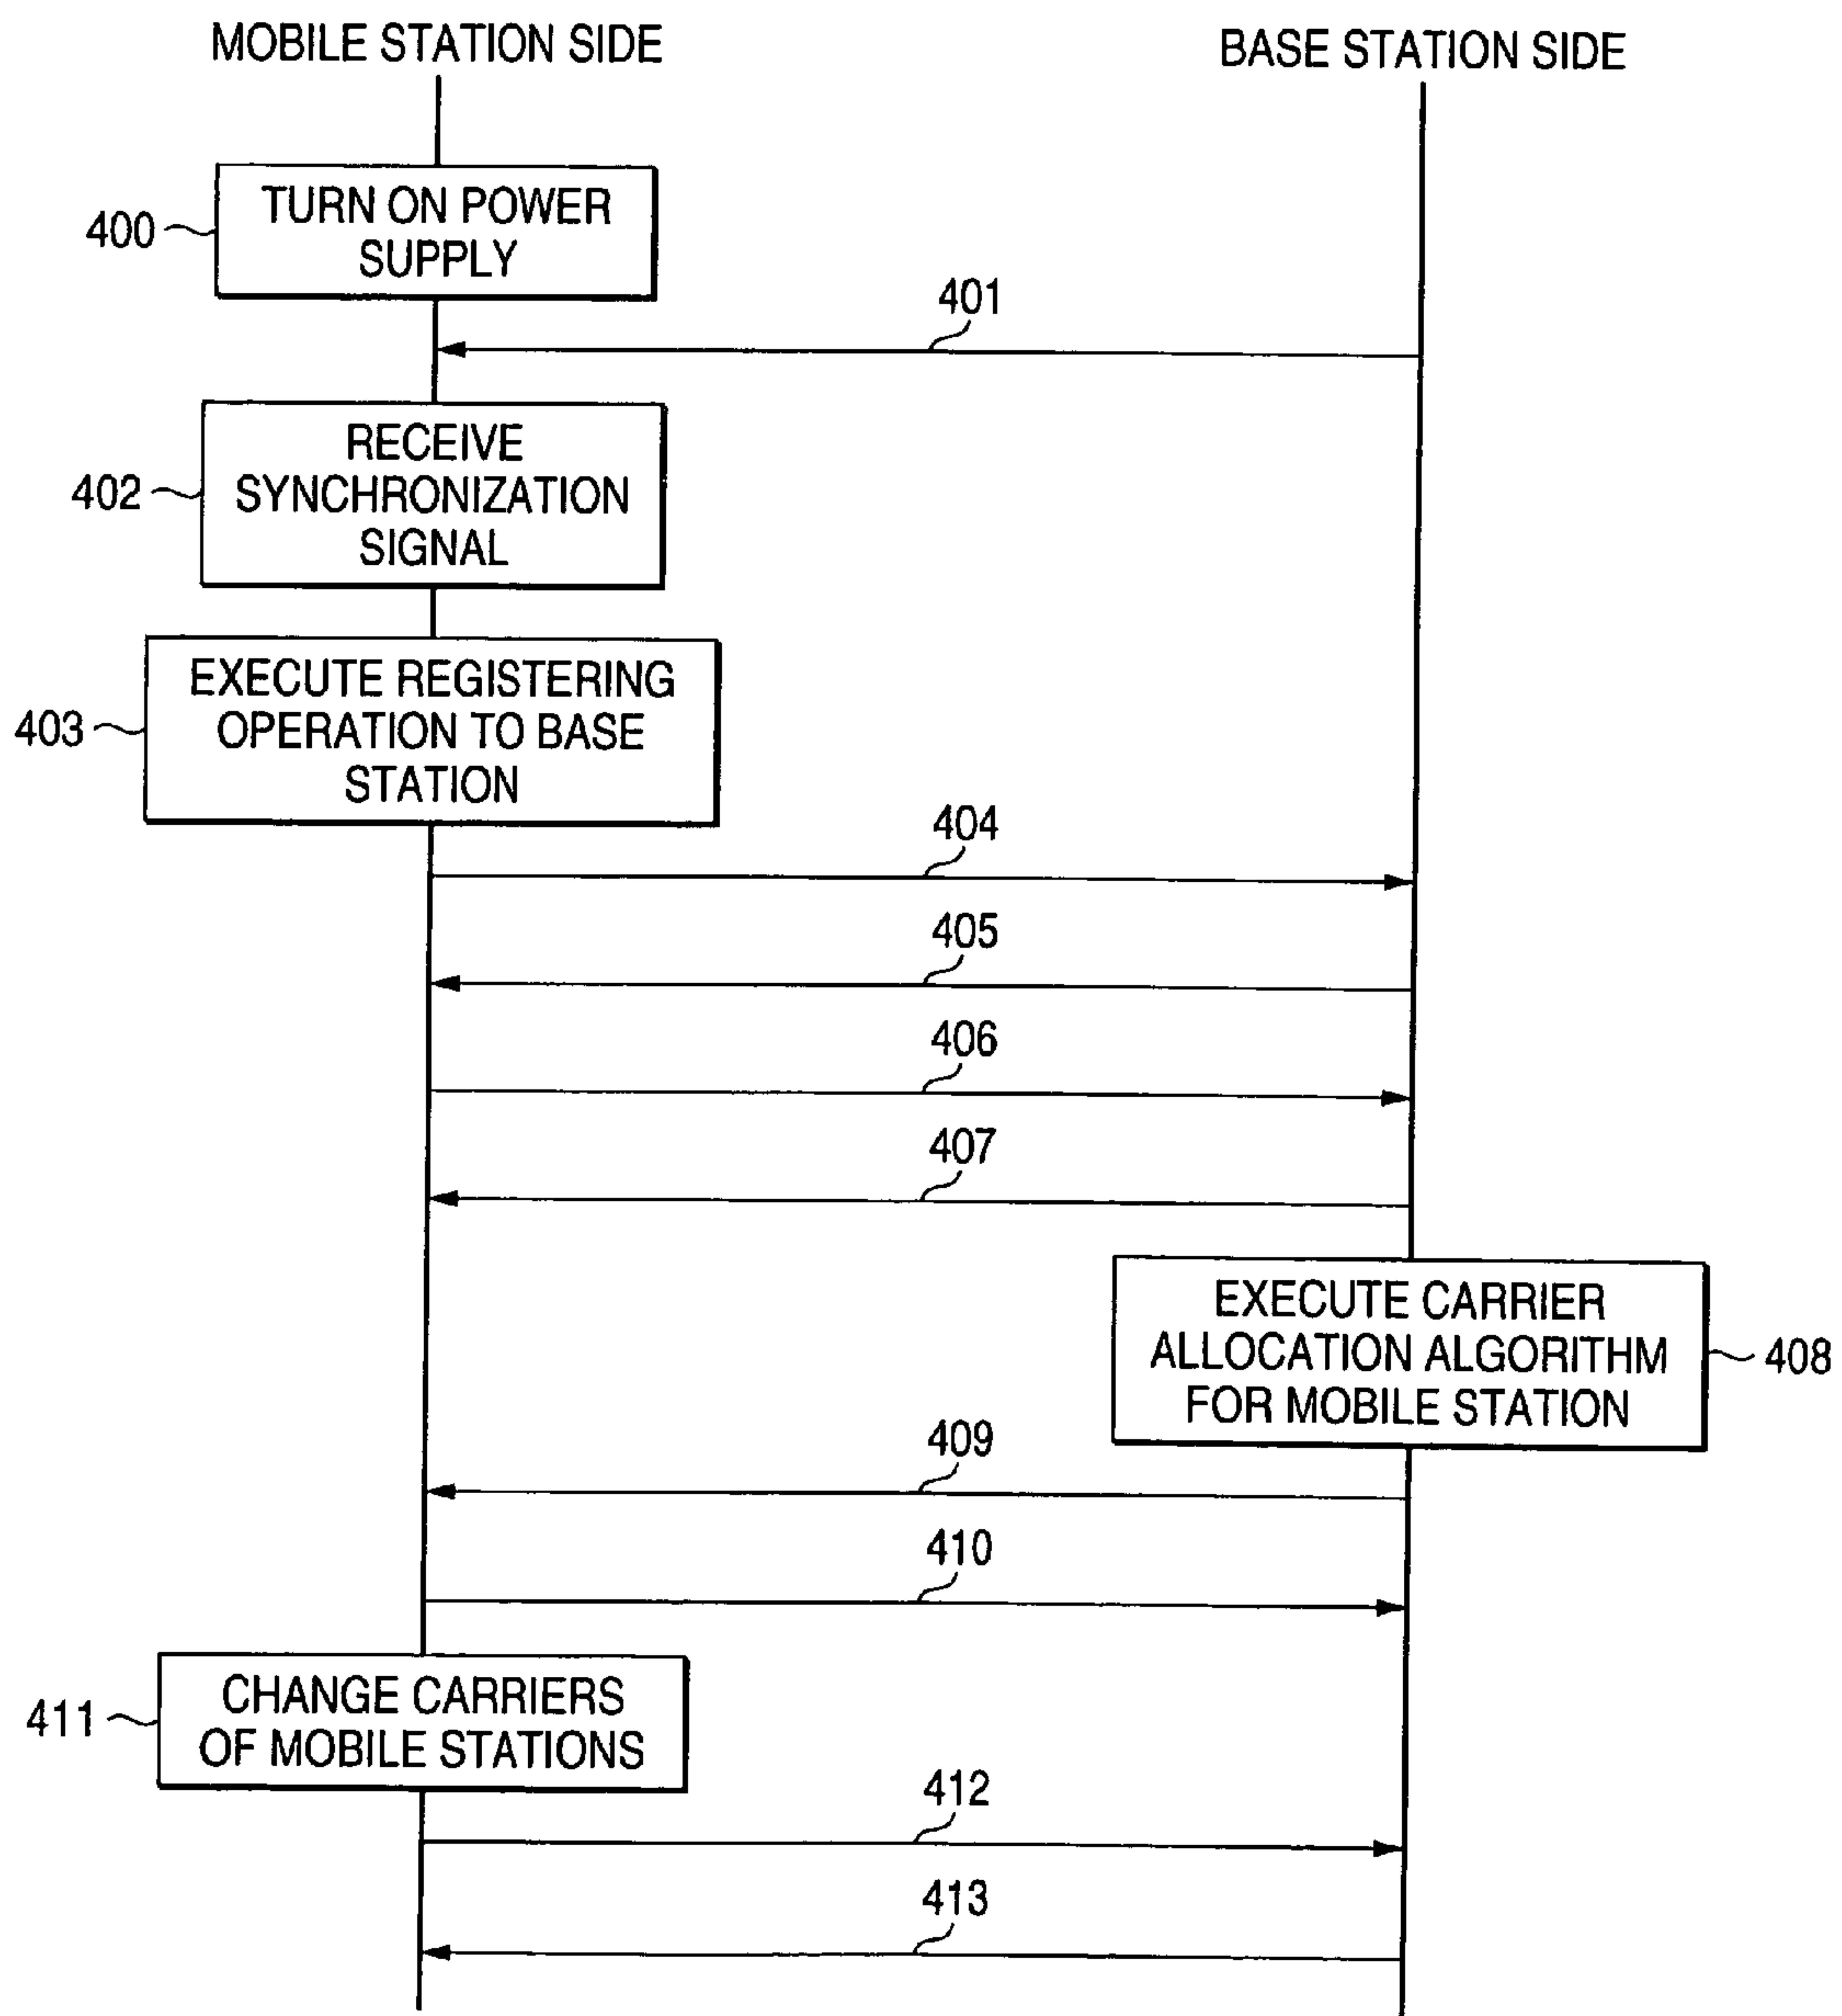 MOBILE STATION SIDE
BASE STATION SIDE
400
TURN ON POWER
SUPPLY
401
402
RECEIVE
SYNCHRONIZATION
SIGNAL
403
EXECUTE REGISTERING
OPERATION TO BASE
STATION
404
405
406
407
EXECUTE CARRIER
ALLOCATION ALGORITHM
FOR MOBILE STATION
408
409
410
411
CHANGE CARRIERS
OF MOBILE STATIONS
412
413